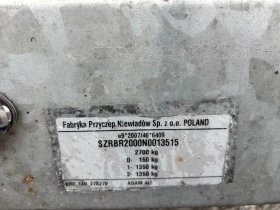 Fabryka Przyczep Niewiadów Sp. z o.o. POLAND
e9*2007/46*6499
SZRBR2000N0013515
2700 kg
0- 150 kg
1- 1350 kg
2- 1350 kg